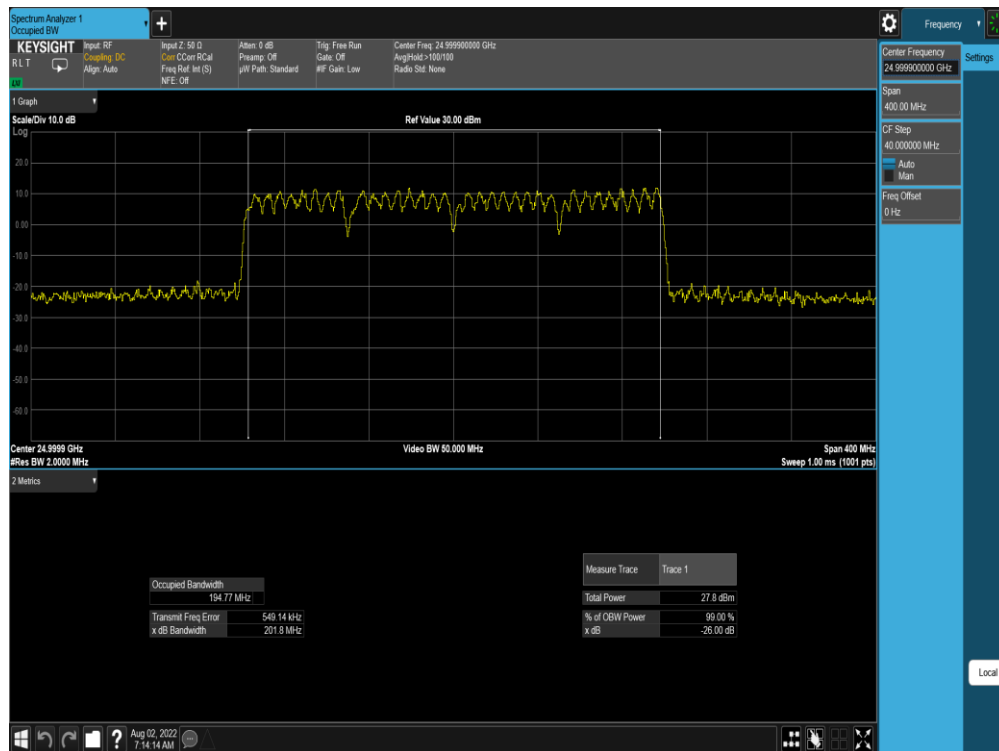 Spectrum Analyzer 1
Occupied BW
+
Frequency
KEYSIGHT
R L T
Input: RF
Coupling: DC
Align: Auto
Input Z: 50 Ω
Corr CCorr RCal
Freq Ref: Int (S)
NFE: Off
Atten: 0 dB
Preamp: Off
µW Path: Standard
Trig: Free Run
Gate: Off
#IF Gain: Low
Center Freq: 24.999900000 GHz
Avg|Hold:>100/100
Radio Std: None
Center Frequency
24.999900000 GHz
Settings
Span
400.00 MHz
CF Step
40.000000 MHz
Auto
Man
Freq Offset
0 Hz
1 Graph
Scale/Div 10.0 dB
Ref Value 30.00 dBm
Log
20.0
10.0
0.00
-10.0
-20.0
-30.0
-40.0
-50.0
-60.0
Center 24.9999 GHz
Video BW 50.000 MHz
Span 400 MHz
#Res BW 2.0000 MHz
Sweep 1.00 ms (1001 pts)
2 Metrics
Measure Trace Trace 1
Occupied Bandwidth
194.77 MHz
Total Power 27.8 dBm
Transmit Freq Error 549.14 kHz
% of OBW Power 99.00 %
x dB Bandwidth 201.8 MHz
x dB -26.00 dB
Local
?
Aug 02, 2022
7:14:14 AM